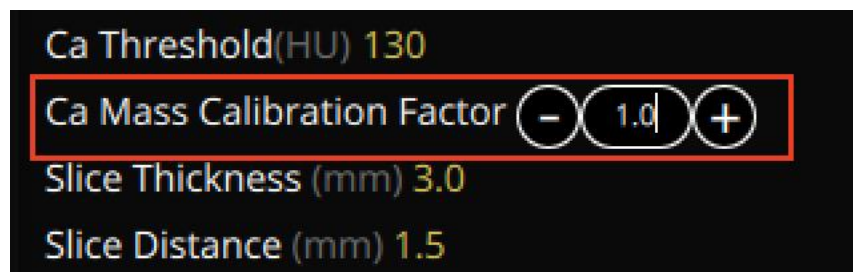 Ca Threshold(HU) 130
Ca Mass Calibration Factor - 1.0 +
Slice Thickness (mm) 3.0
Slice Distance (mm) 1.5